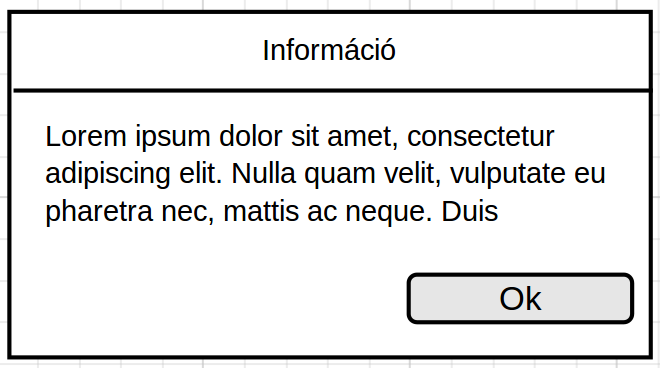 Információ
Lorem ipsum dolor sit amet, consectetur
adipiscing elit. Nulla quam velit, vulputate eu
pharetra nec, mattis ac neque. Duis
Ok